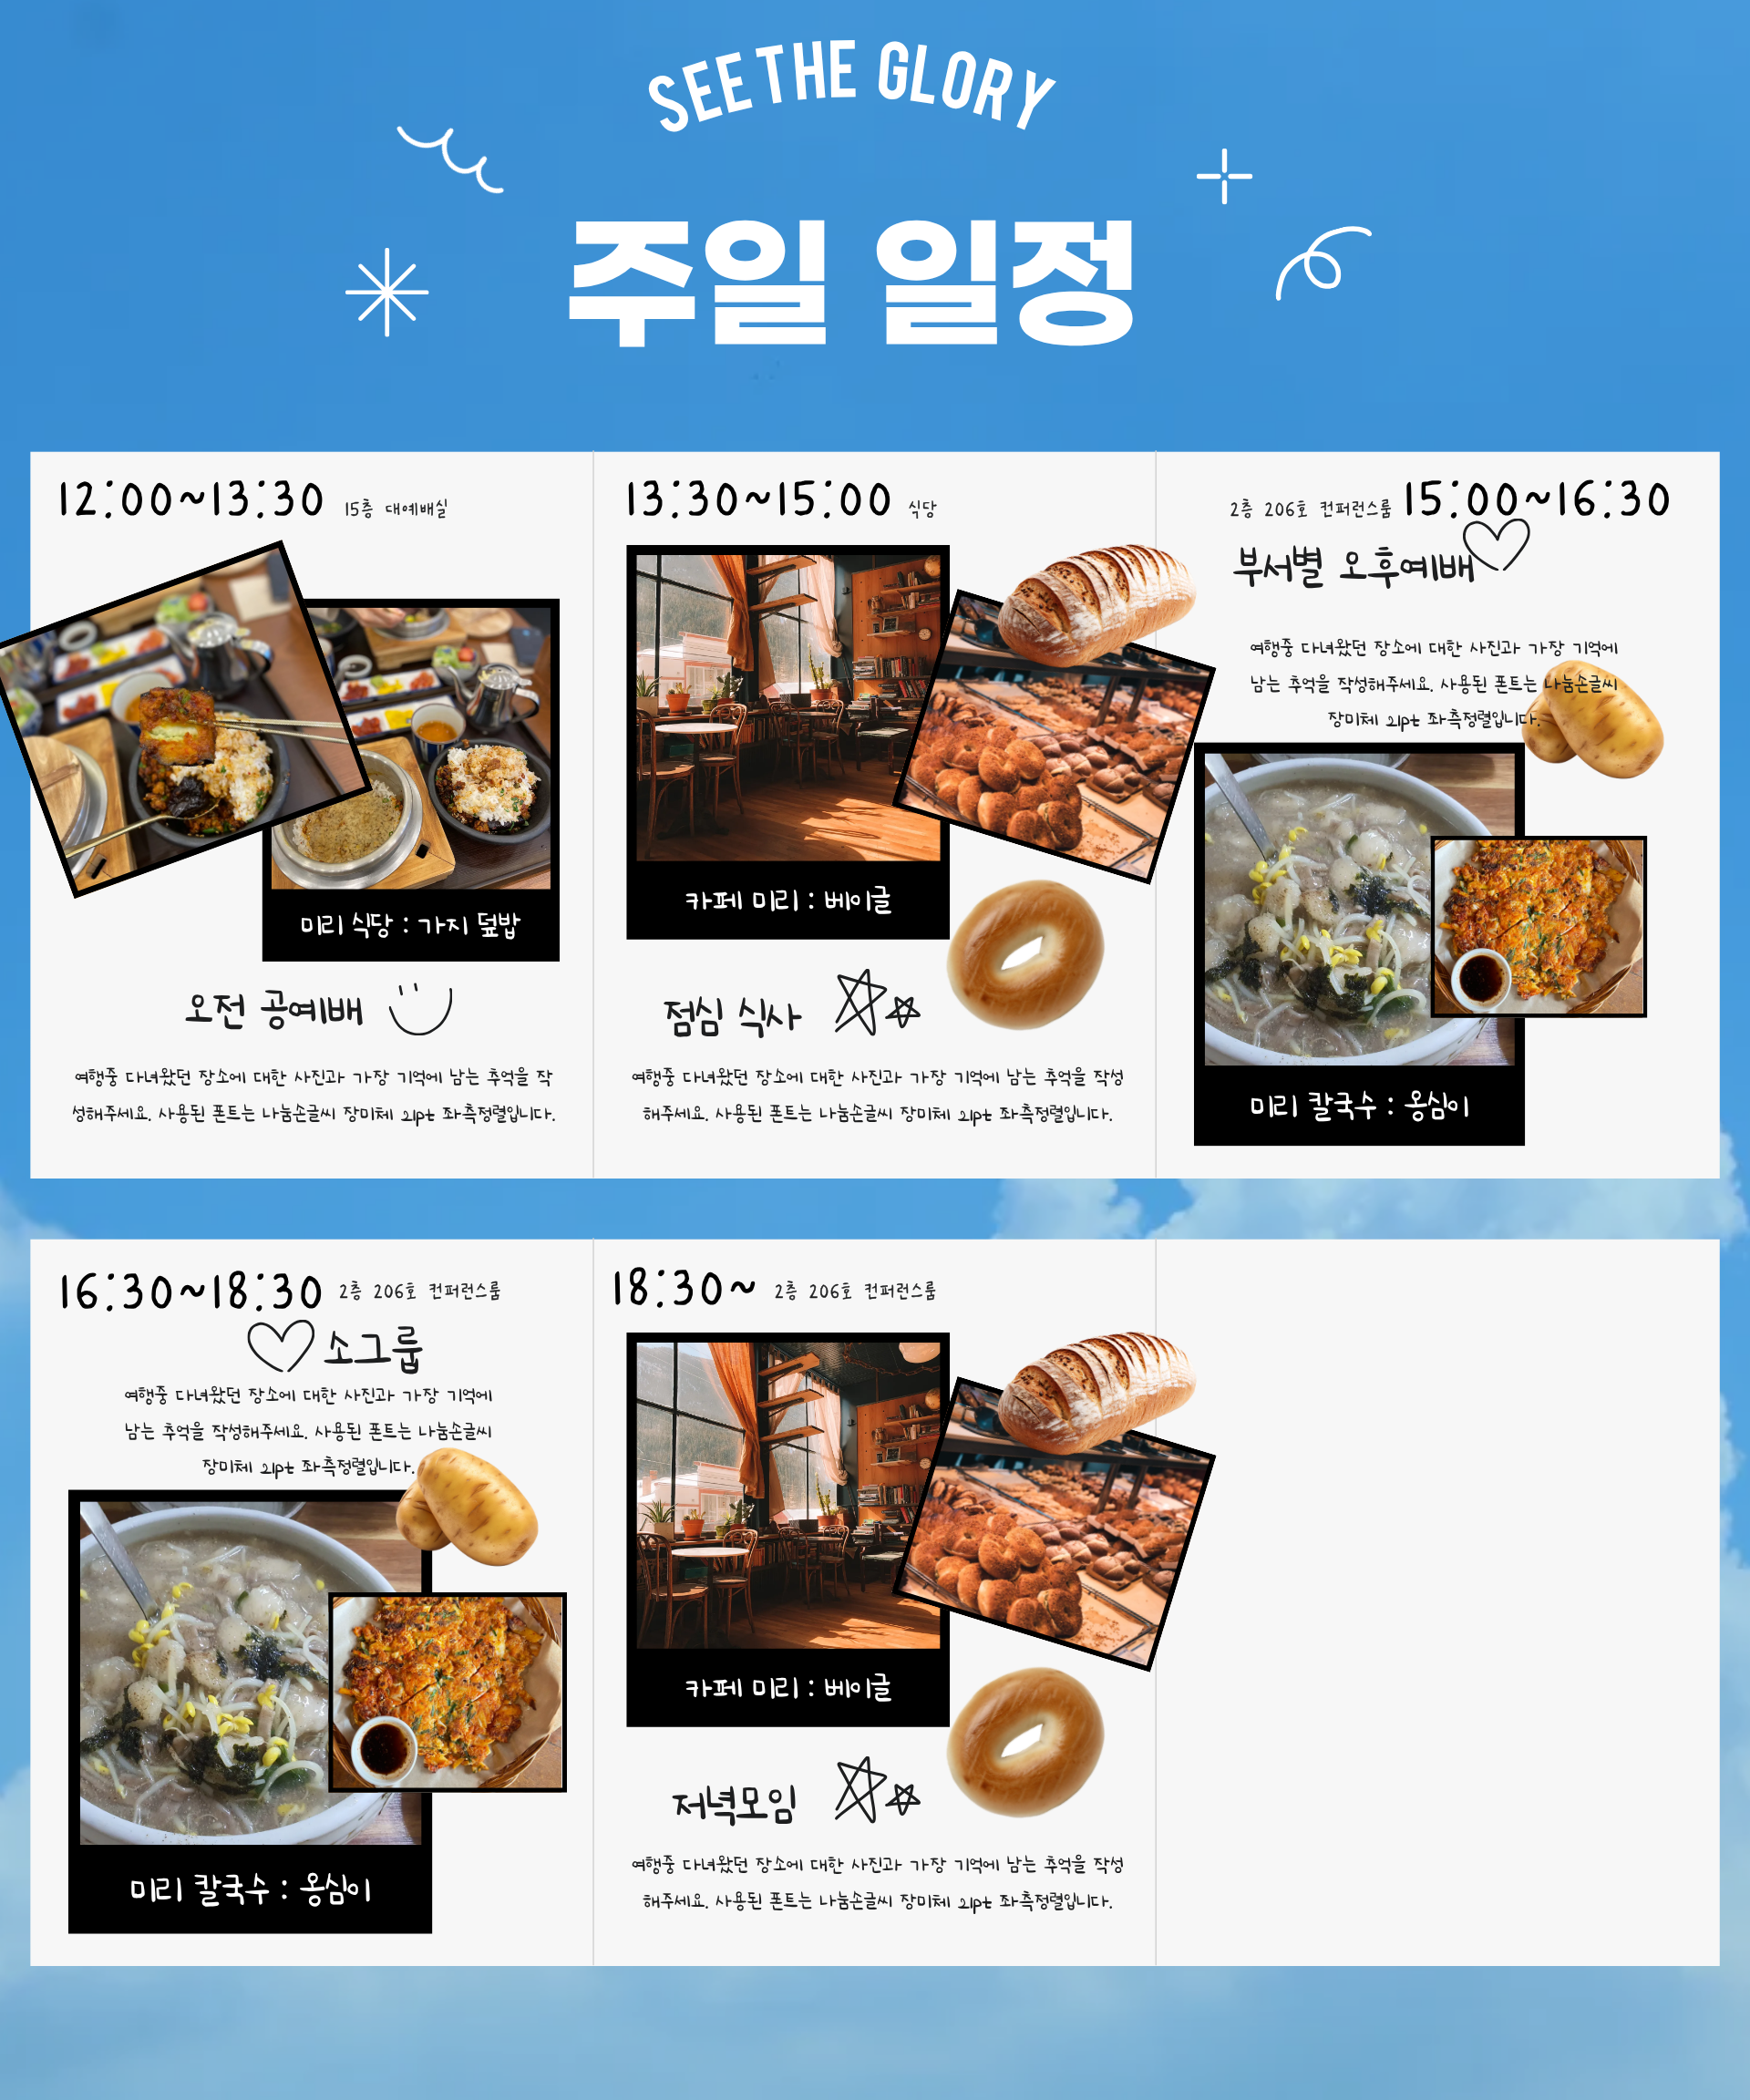 SEE THE GLORY
주일 일정
12:00~13:30 15층 대예배실
미리 식당 : 가지 덮밥
오전 공예배
여행중 다녀왔던 장소에 대한 사진과 가장 기억에 남는 추억을 작
성해주세요. 사용된 폰트는 나눔손글씨 장미체 21pt 좌측정렬입니다.
13:30~15:00 식당
카페 미리 : 베이글
점심 식사
여행중 다녀왔던 장소에 대한 사진과 가장 기억에 남는 추억을 작성
해주세요. 사용된 폰트는 나눔손글씨 장미체 21pt 좌측정렬입니다.
2층 206호 컨퍼런스룸 15:00~16:30
부서별 오후예배
여행중 다녀왔던 장소에 대한 사진과 가장 기억에
남는 추억을 작성해주세요. 사용된 폰트는 나눔손글씨
장미체 21pt 좌측정렬입니다.
미리 칼국수 : 옹심이
16:30~18:30 2층 206호 컨퍼런스룸
소그룹
여행중 다녀왔던 장소에 대한 사진과 가장 기억에
남는 추억을 작성해주세요. 사용된 폰트는 나눔손글씨
장미체 21pt 좌측정렬입니다.
미리 칼국수 : 옹심이
18:30~ 2층 206호 컨퍼런스룸
카페 미리 : 베이글
저녁모임
여행중 다녀왔던 장소에 대한 사진과 가장 기억에 남는 추억을 작성
해주세요. 사용된 폰트는 나눔손글씨 장미체 21pt 좌측정렬입니다.